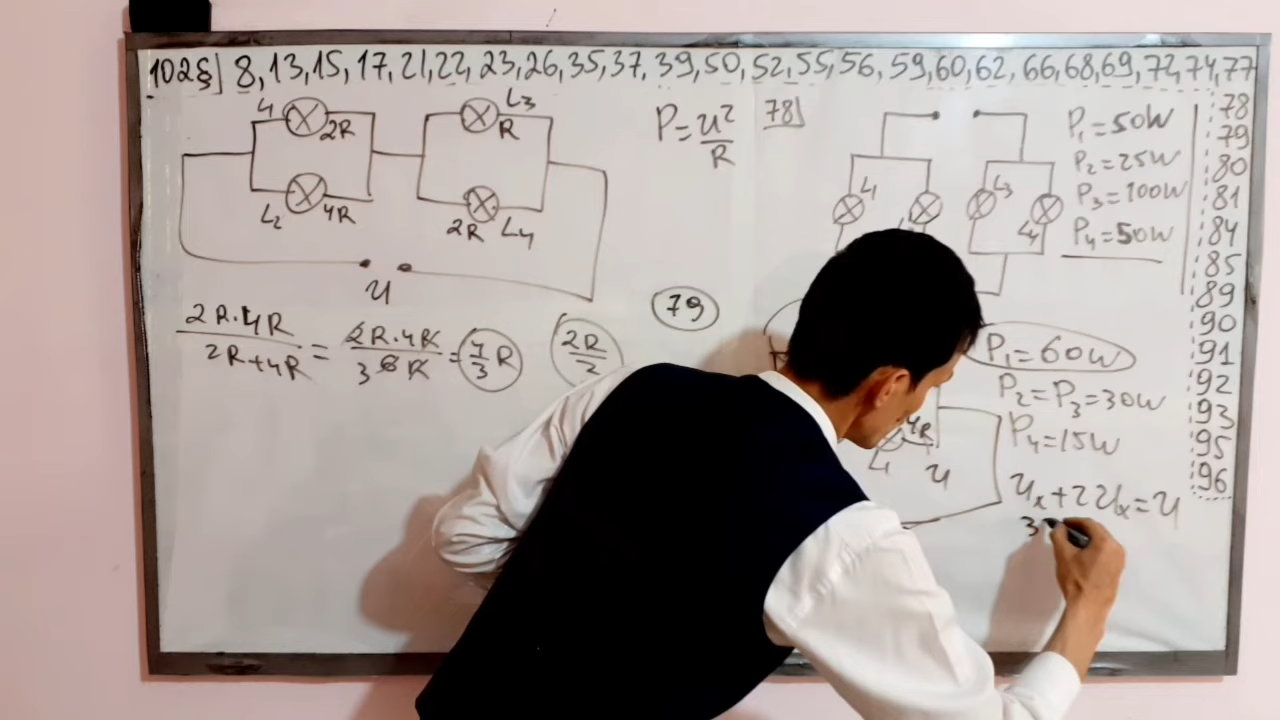 102§] 8, 13, 15, 17, 21, 22, 23, 26, 35, 37, 39, 50, 52, 55, 56, 59, 60, 62, 66, 68, 69, 72, 74, 77
78
79
80
81
84
85
89
90
91
92
93
95
96
L1 2R
L2 4R
L3 R
2R L4
U
P=U²/R
2R·4R/2R+4R = 2R·4R/36R = 4/3 R
2R/2
79
78
L1
L3
L4
P1=50W
P2=25W
P3=100W
P4=50W
P1=60W
P2=P3=30W
P4=15W
4R
U
Ux+2Ux=U
3